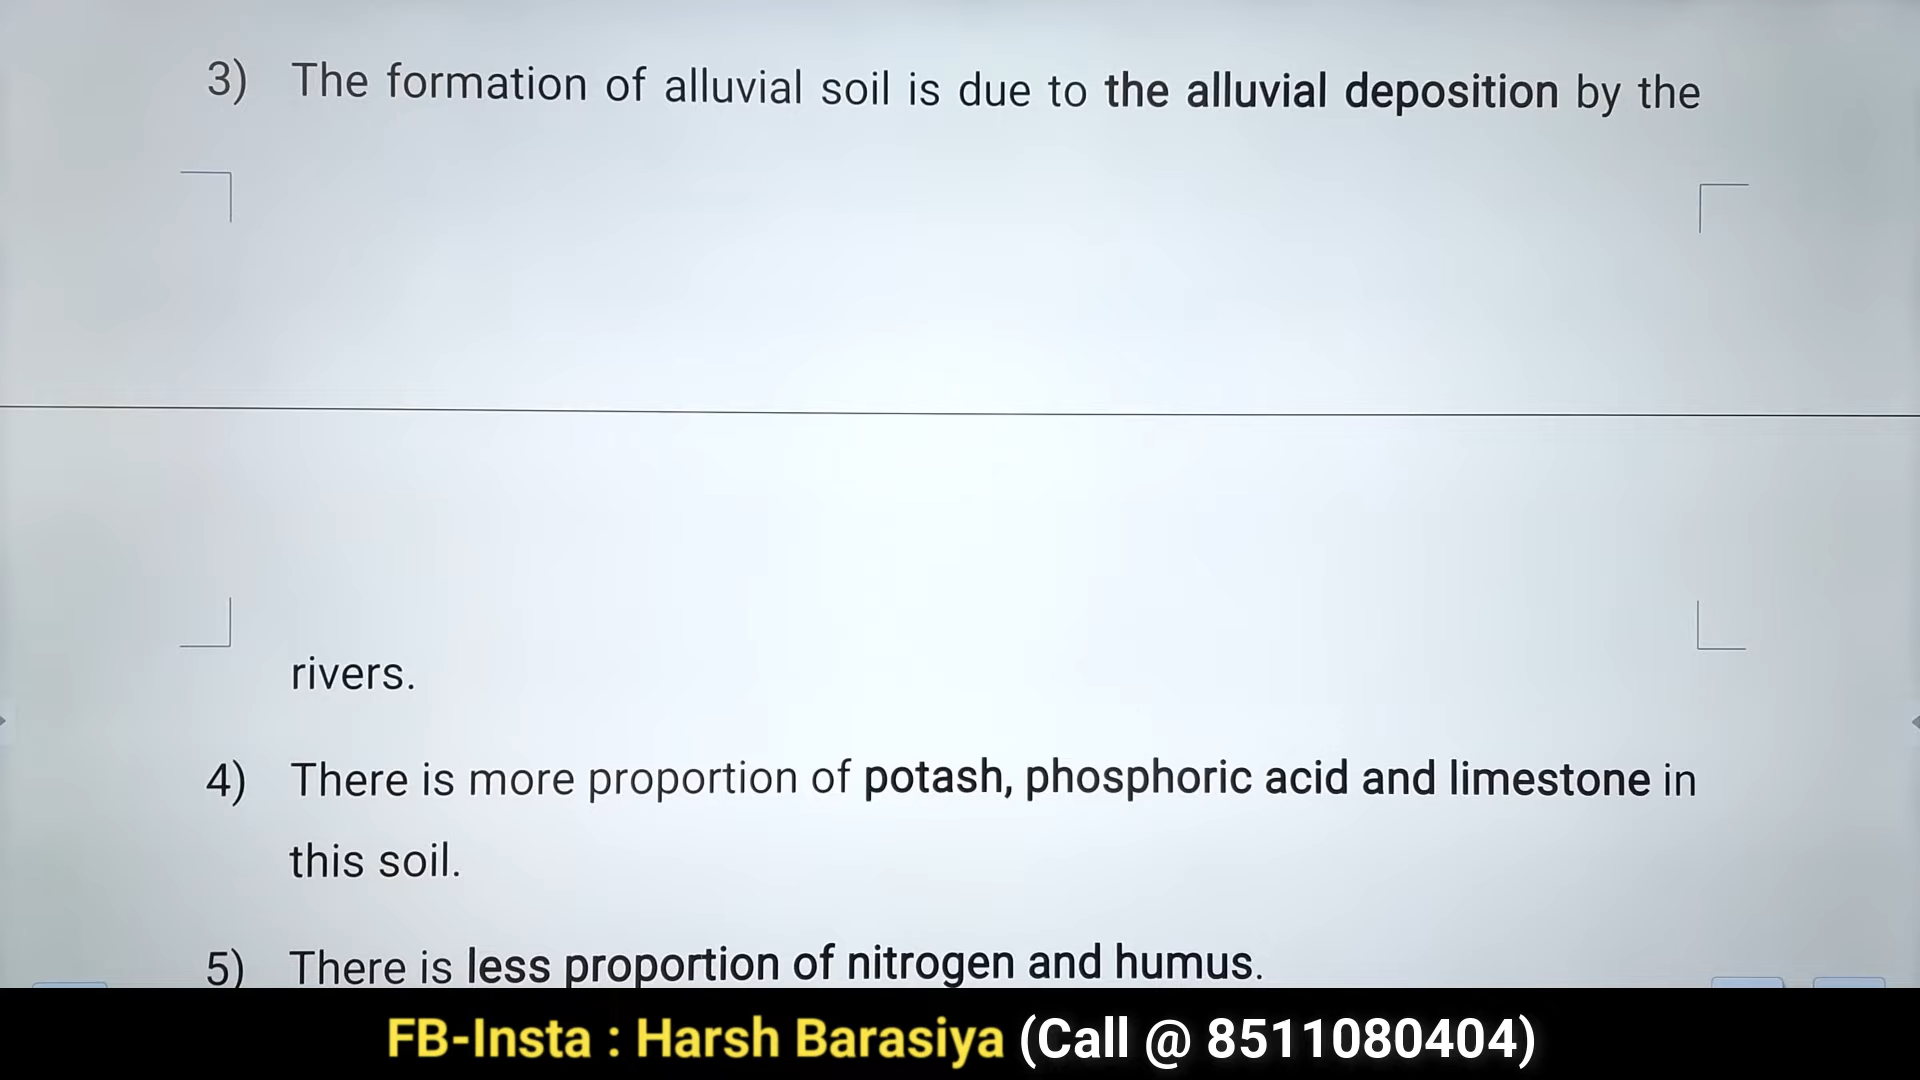 3) The formation of alluvial soil is due to the alluvial deposition by the
rivers.
4) There is more proportion of potash, phosphoric acid and limestone in
this soil.
5) There is less proportion of nitrogen and humus.
FB-Insta : Harsh Barasiya (Call @ 8511080404)